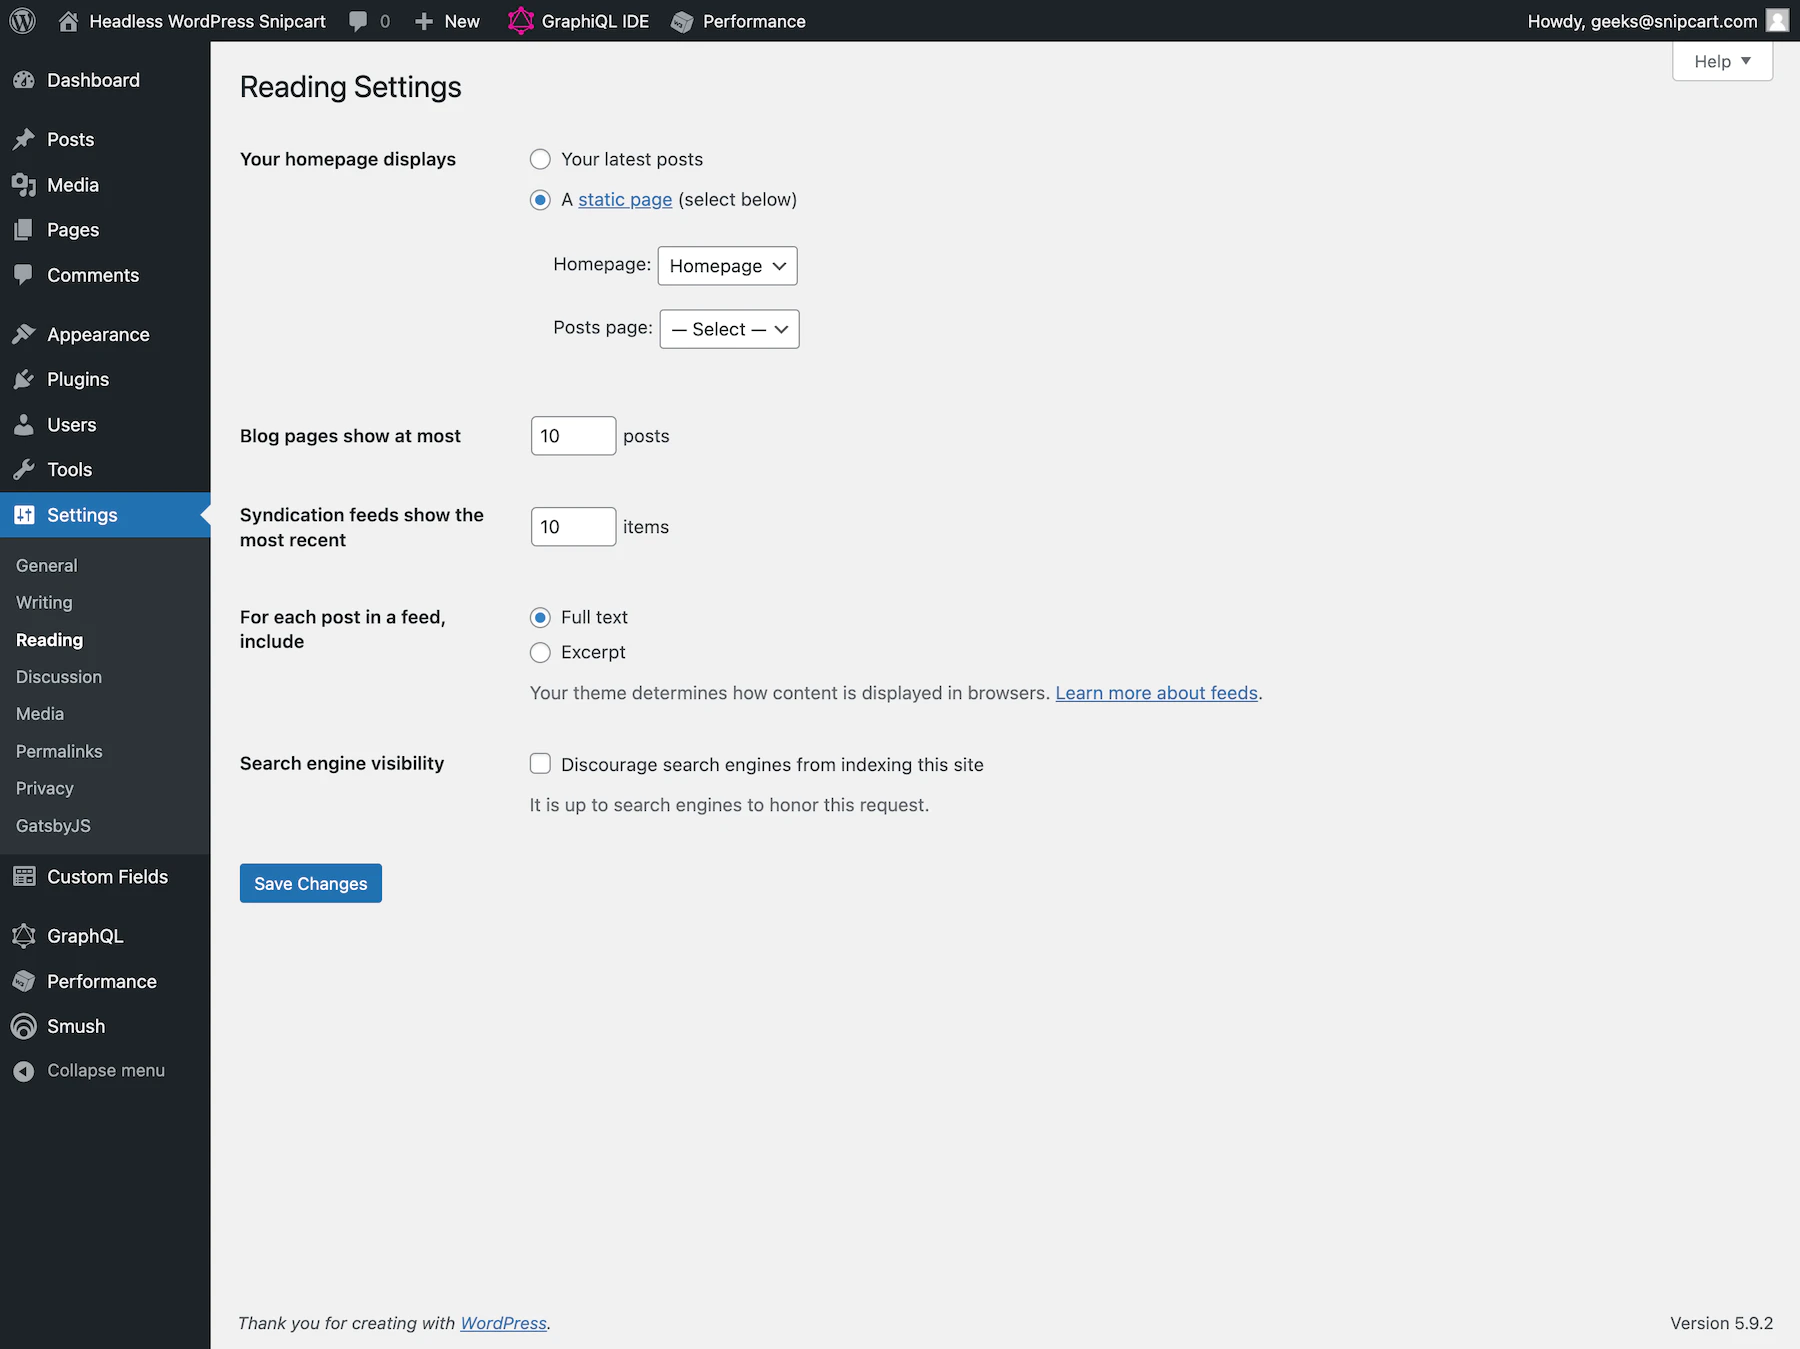 Headless WordPress Snipcart 0 New GraphiQL IDE Performance Howdy, geeks@snipcart.com
Help
Dashboard
Posts
Media
Pages
Comments
Appearance
Plugins
Users
Tools
Settings
General
Writing
Reading
Discussion
Media
Permalinks
Privacy
GatsbyJS
Custom Fields
GraphQL
Performance
Smush
Collapse menu
Reading Settings
Your homepage displays
Your latest posts
A static page (select below)
Homepage: Homepage
Posts page: — Select —
Blog pages show at most
10 posts
Syndication feeds show the
most recent
10 items
For each post in a feed,
include
Full text
Excerpt
Your theme determines how content is displayed in browsers. Learn more about feeds.
Search engine visibility
Discourage search engines from indexing this site
It is up to search engines to honor this request.
Save Changes
Thank you for creating with WordPress.
Version 5.9.2